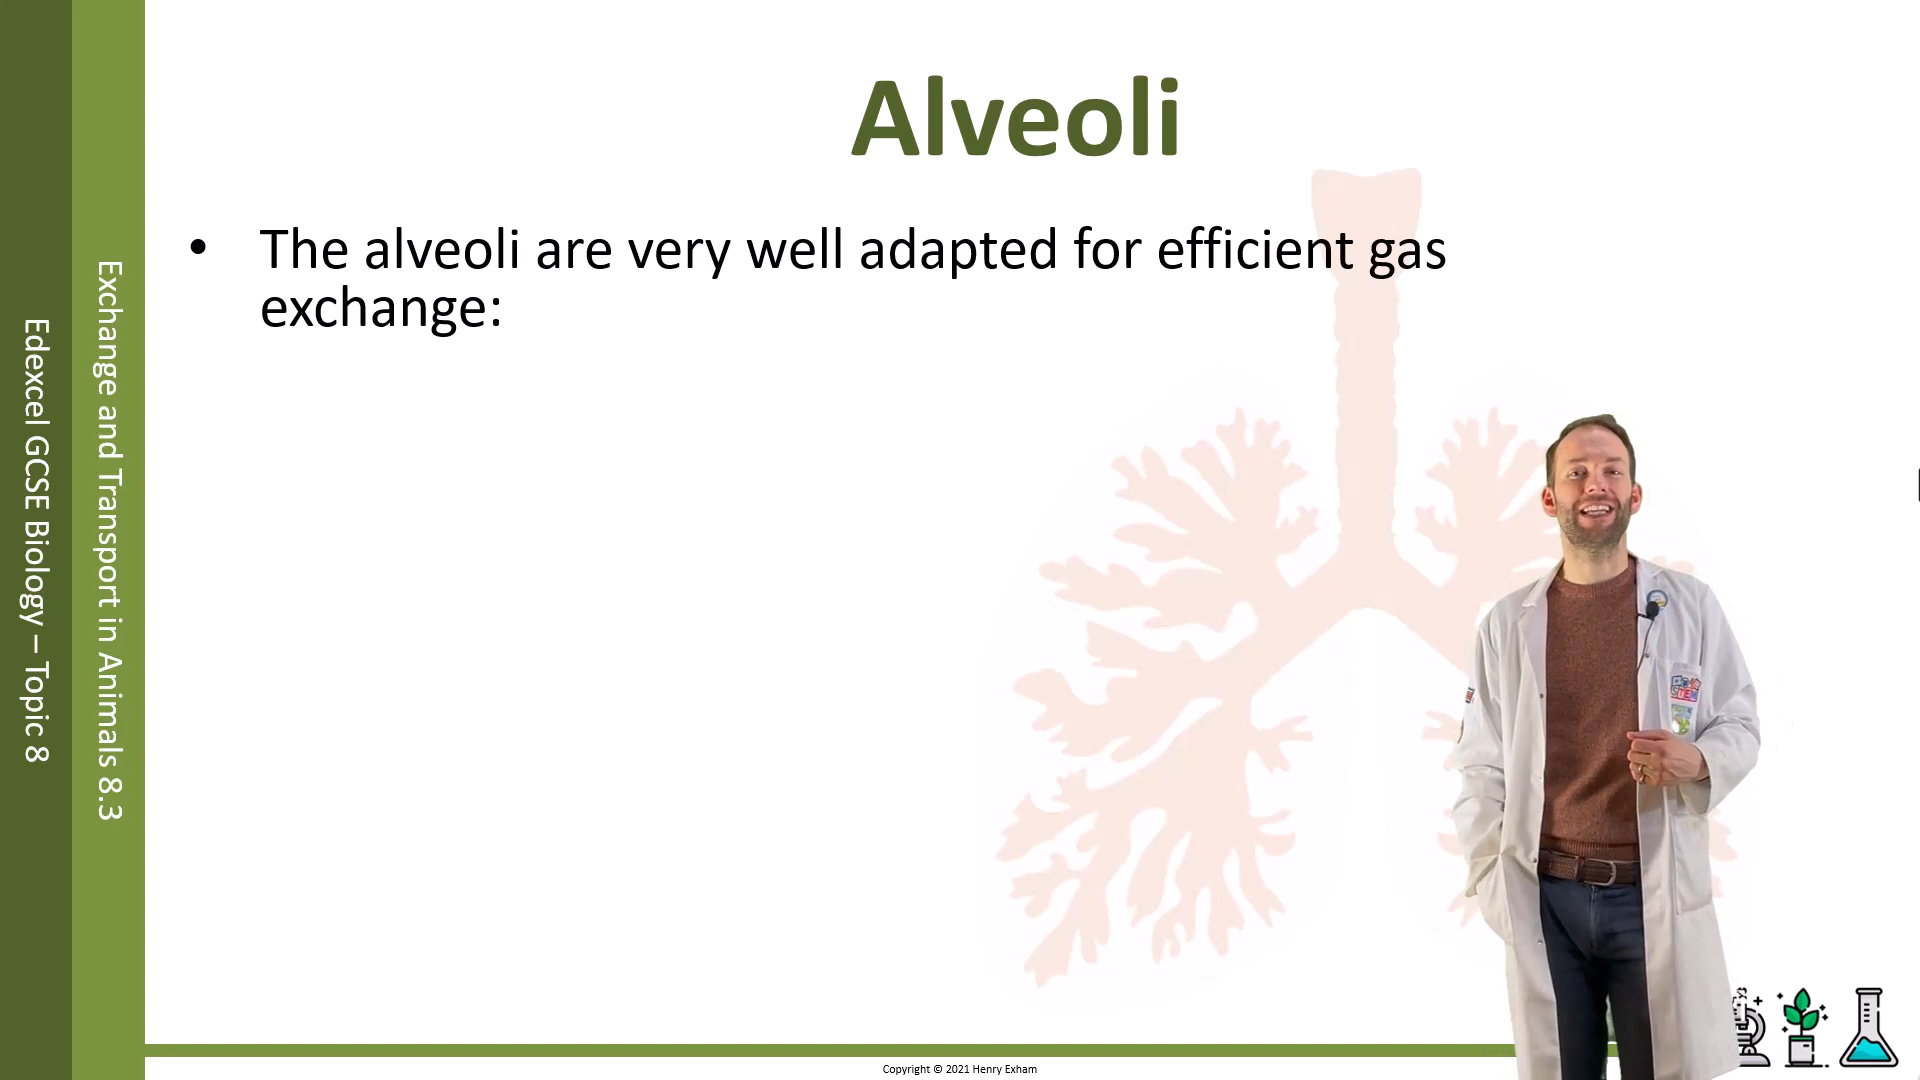 Alveoli
• The alveoli are very well adapted for efficient gas
exchange:
Exchange and Transport in Animals 8.3
Edexcel GCSE Biology – Topic 8
STEM
Copyright © 2021 Henry Exham